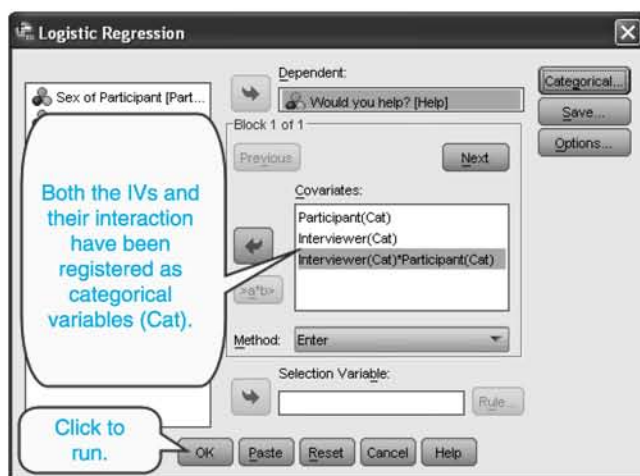 Logistic Regression
Sex of Participant [Part...
Dependent:
Would you help? [Help]
Block 1 of 1
Previous
Next
Covariates:
Participant(Cat)
Interviewer(Cat)
Interviewer(Cat)*Participant(Cat)
>a*b>
Method:
Enter
Selection Variable:
Rule...
Categorical...
Save...
Options...
Both the IVs and
their interaction
have been
registered as
categorical
variables (Cat).
Click to
run.
OK
Paste
Reset
Cancel
Help